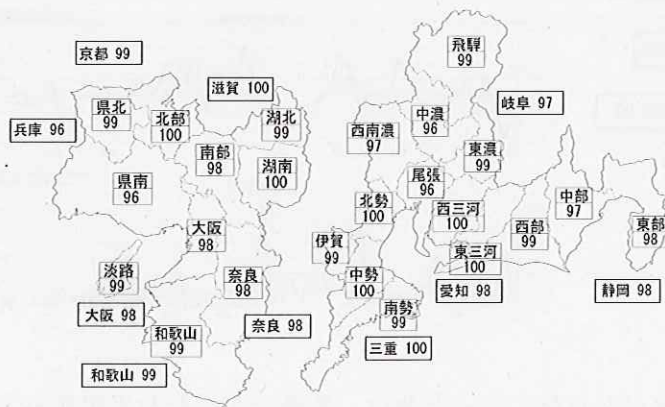 京都 99
滋賀 100
兵庫 96
県北
99
北部
100
湖北
99
南部
98
県南
96
湖南
100
大阪
98
淡路
99
奈良
98
大阪 98
和歌山
99
奈良 98
和歌山 99
飛騨
99
岐阜 97
中濃
96
西南濃
97
東濃
99
尾張
96
北勢
100
西三河
100
伊賀
99
中勢
100
東三河
100
西部
99
中部
97
東部
98
南勢
99
愛知 98
静岡 98
三重 100